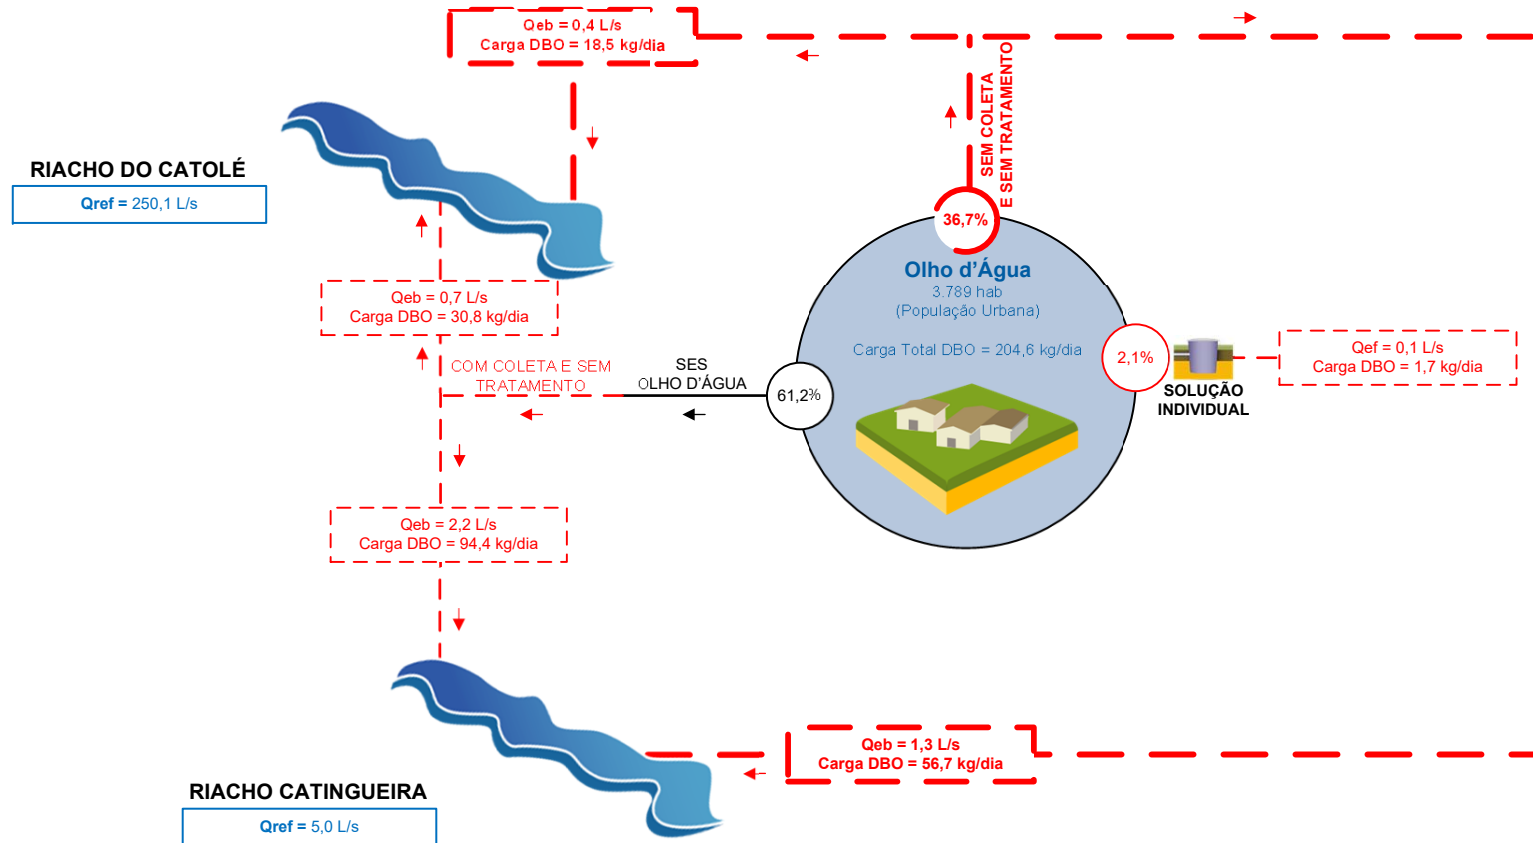 Qeb = 0,4 L/s
Carga DBO = 18,5 kg/dia
SEM COLETA
E SEM TRATAMENTO
RIACHO DO CATOLÉ
Qref = 250,1 L/s
36,7%
Olho d'Água
3.789 hab
(População Urbana)
Carga Total DBO = 204,6 kg/dia
Qeb = 0,7 L/s
Carga DBO = 30,8 kg/dia
COM COLETA E SEM
TRATAMENTO
SES
OLHO D'ÁGUA
61,2%
2,1%
SOLUÇÃO
INDIVIDUAL
Qef = 0,1 L/s
Carga DBO = 1,7 kg/dia
Qeb = 2,2 L/s
Carga DBO = 94,4 kg/dia
Qeb = 1,3 L/s
Carga DBO = 56,7 kg/dia
RIACHO CATINGUEIRA
Qref = 5,0 L/s